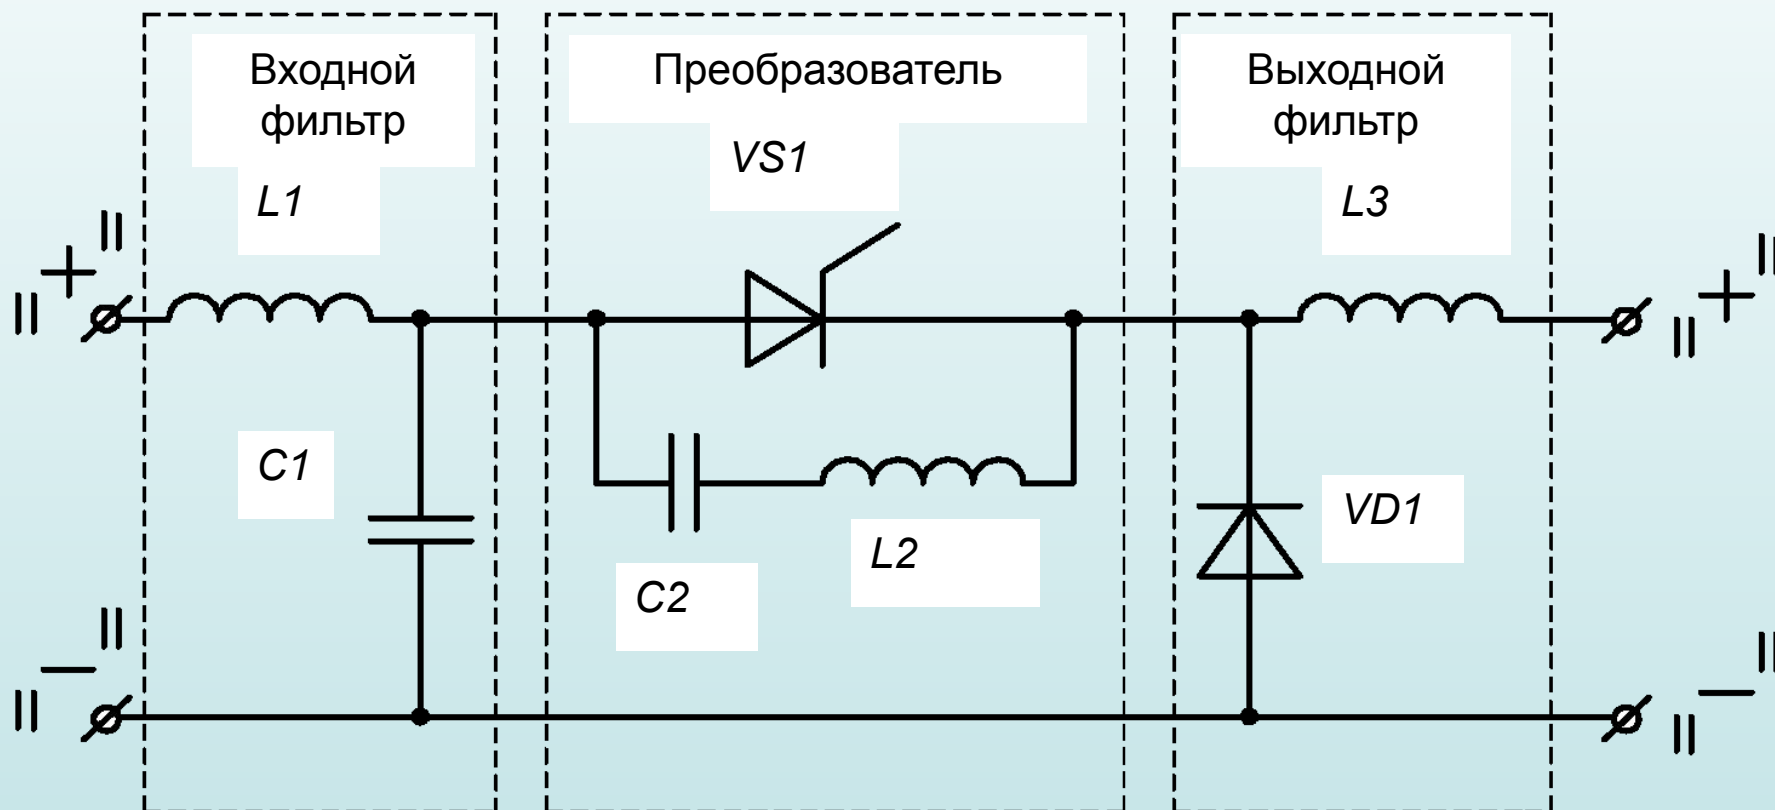 Входной
фильтр
Преобразователь
Выходной
фильтр
VS1
L1
L3
"+"
"+"
C1
VD1
L2
C2
"–"
"–"